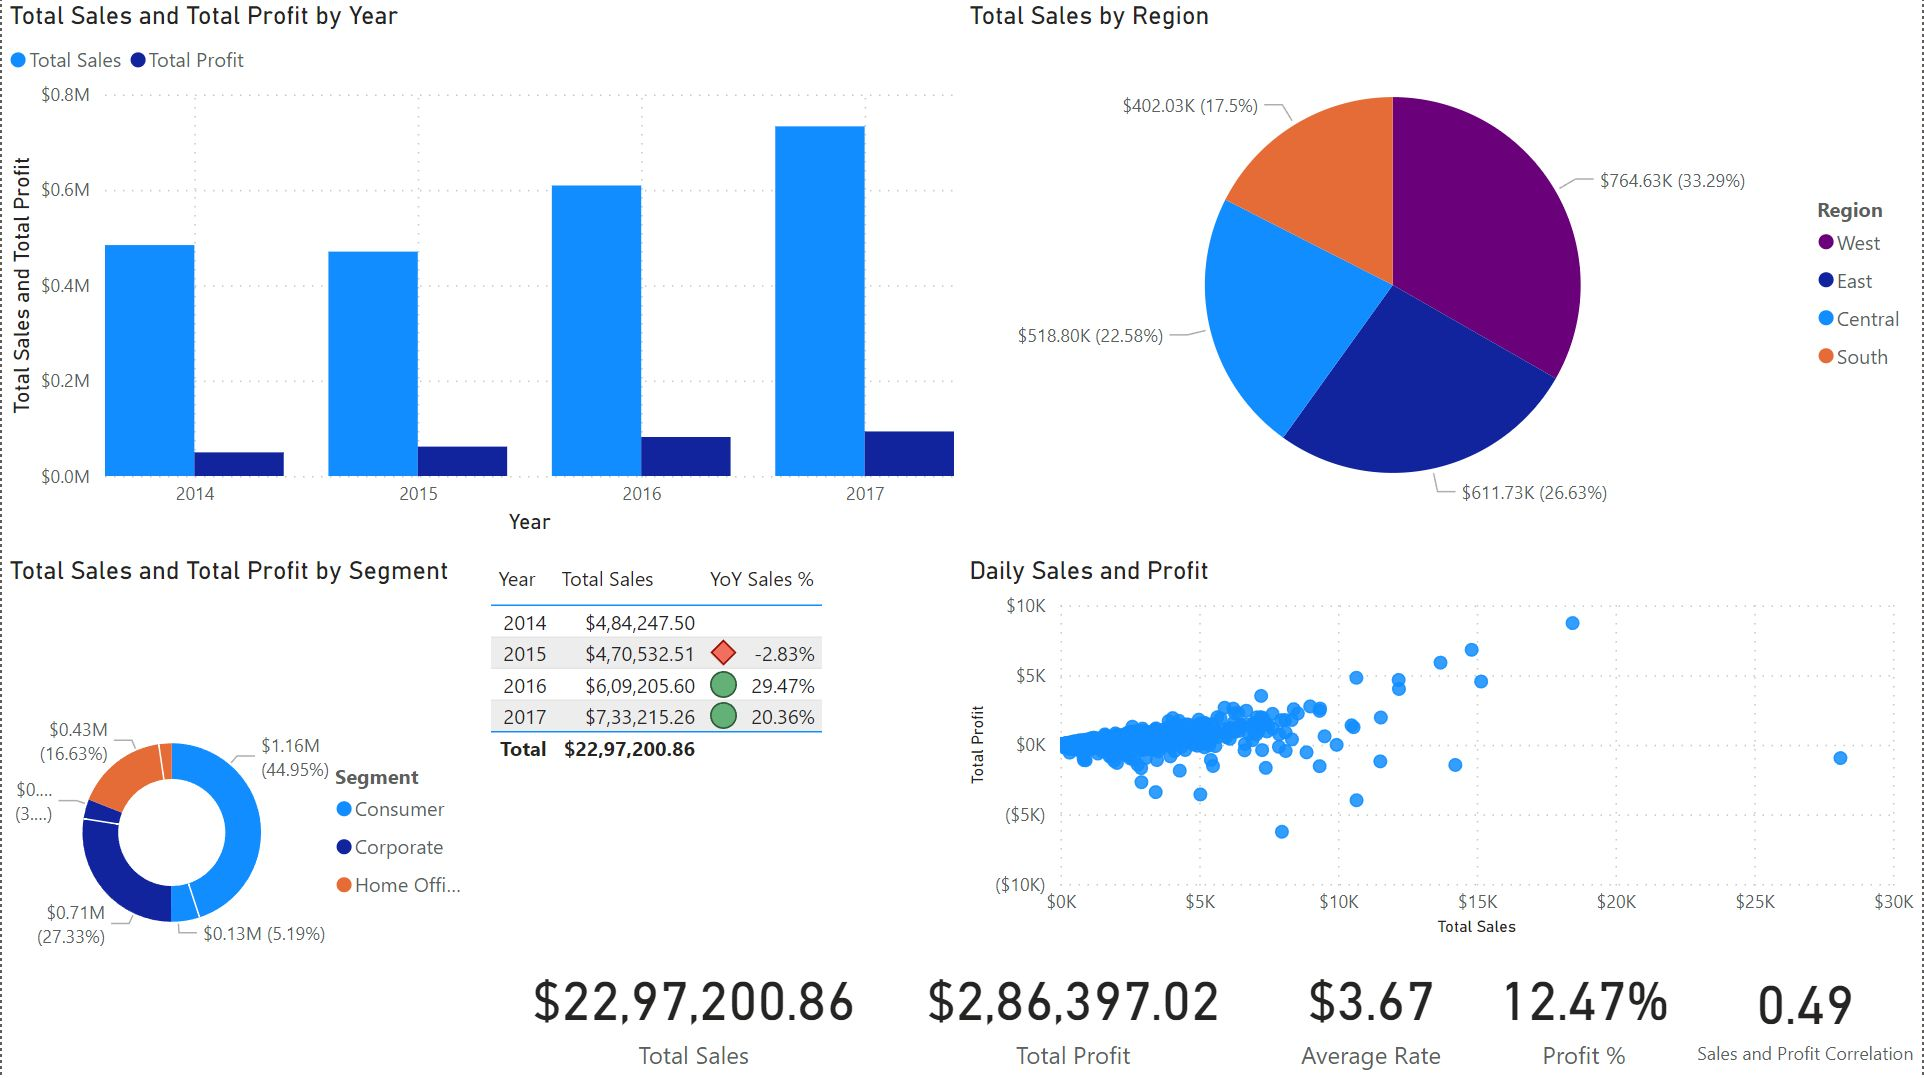 Total Sales and Total Profit by Year
Total Sales Total Profit
Total Sales and Total Profit
$0.8M
$0.6M
$0.4M
$0.2M
$0.0M
2014 2015 2016 2017
Year
Total Sales by Region
$402.03K (17.5%)
$764.63K (33.29%)
$518.80K (22.58%)
$611.73K (26.63%)
Region
West
East
Central
South
Total Sales and Total Profit by Segment
$0.43M
(16.63%)
$1.16M
(44.95%)
$0....
(3....)
$0.71M
(27.33%)
$0.13M (5.19%)
Segment
Consumer
Corporate
Home Offi...
Year Total Sales YoY Sales %
2014 $4,84,247.50
2015 $4,70,532.51 -2.83%
2016 $6,09,205.60 29.47%
2017 $7,33,215.26 20.36%
Total $22,97,200.86
Daily Sales and Profit
Total Profit
$10K
$5K
$0K
($5K)
($10K)
$0K $5K $10K $15K $20K $25K $30K
Total Sales
$22,97,200.86
Total Sales
$2,86,397.02
Total Profit
$3.67
Average Rate
12.47%
Profit %
0.49
Sales and Profit Correlation